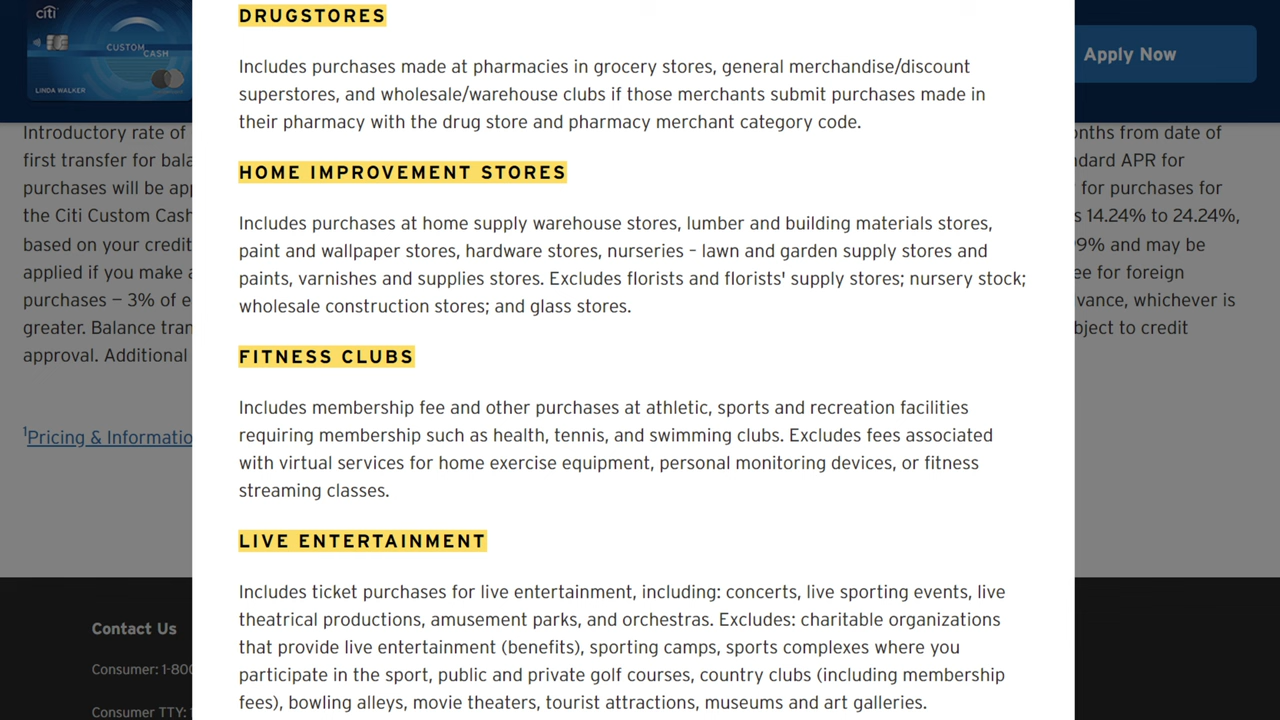 citi
CUSTOM
CASH
LINDA WALKER
Apply Now
DRUGSTORES
Includes purchases made at pharmacies in grocery stores, general merchandise/discount
superstores, and wholesale/warehouse clubs if those merchants submit purchases made in
their pharmacy with the drug store and pharmacy merchant category code.
HOME IMPROVEMENT STORES
Includes purchases at home supply warehouse stores, lumber and building materials stores,
paint and wallpaper stores, hardware stores, nurseries – lawn and garden supply stores and
paints, varnishes and supplies stores. Excludes florists and florists' supply stores; nursery stock;
wholesale construction stores; and glass stores.
FITNESS CLUBS
Includes membership fee and other purchases at athletic, sports and recreation facilities
requiring membership such as health, tennis, and swimming clubs. Excludes fees associated
with virtual services for home exercise equipment, personal monitoring devices, or fitness
streaming classes.
LIVE ENTERTAINMENT
Includes ticket purchases for live entertainment, including: concerts, live sporting events, live
theatrical productions, amusement parks, and orchestras. Excludes: charitable organizations
that provide live entertainment (benefits), sporting camps, sports complexes where you
participate in the sport, public and private golf courses, country clubs (including membership
fees), bowling alleys, movie theaters, tourist attractions, museums and art galleries.
Introductory rate of
first transfer for bala
purchases will be ap
the Citi Custom Cash
based on your credit
applied if you make a
purchases – 3% of e
greater. Balance tran
approval. Additional
onths from date of
ndard APR for
for purchases for
s 14.24% to 24.24%,
99% and may be
ee for foreign
vance, whichever is
bject to credit
1Pricing & Informatio
Contact Us
Consumer: 1-800
Consumer TTY: